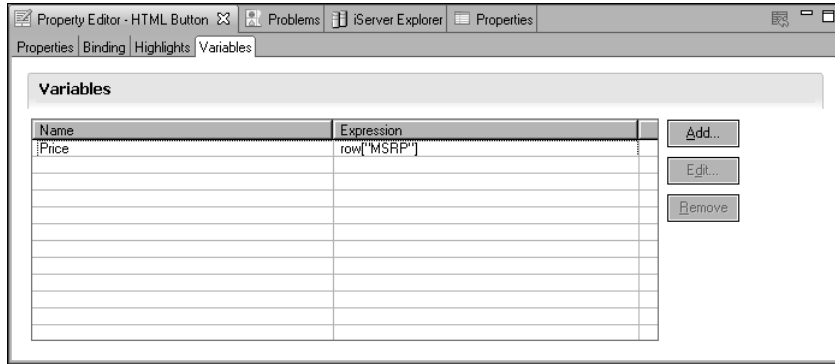 Property Editor - HTML Button Problems iServer Explorer Properties
Properties Binding Highlights Variables
Variables
Name Expression
Price row["MSRP"]
Add...
Edit...
Remove